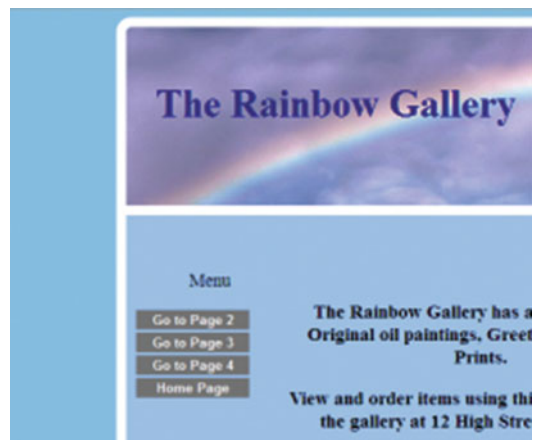 The Rainbow Gallery
Menu
Go to Page 2
Go to Page 3
Go to Page 4
Home Page
The Rainbow Gallery has a
Original oil paintings, Greet
Prints.
View and order items using thi
the gallery at 12 High Stre